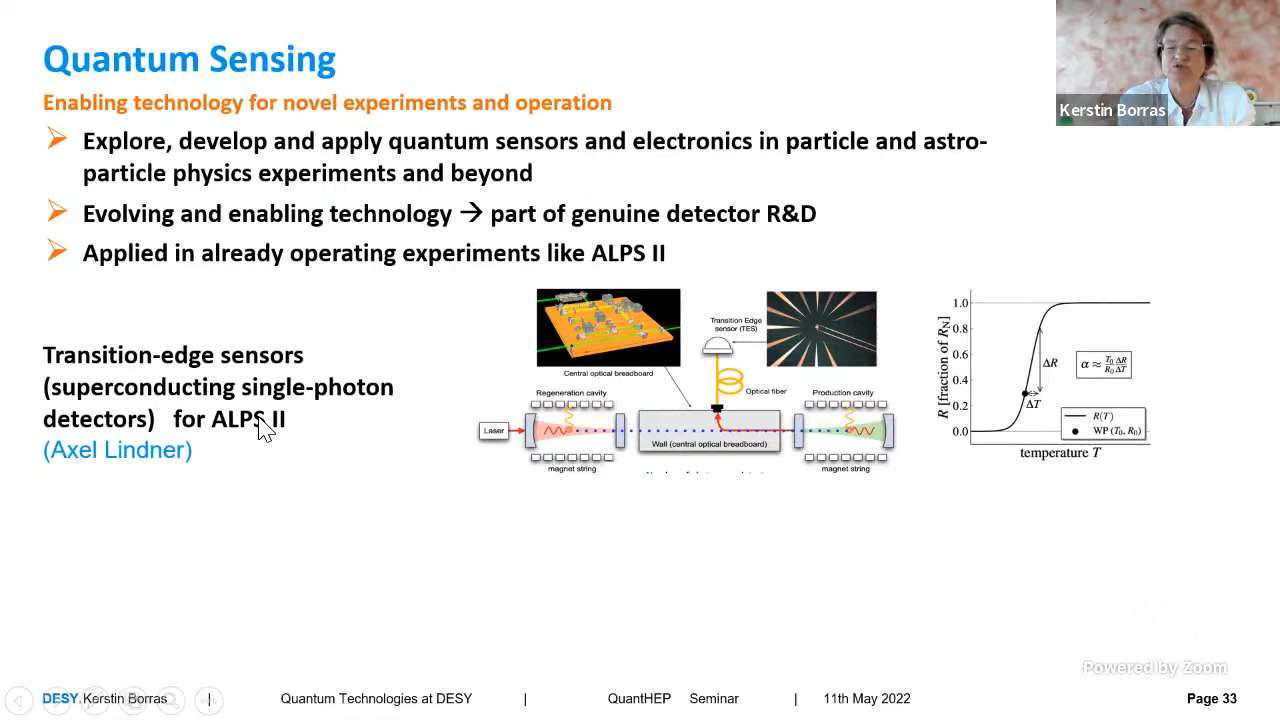 Quantum Sensing
Kerstin Borras
Enabling technology for novel experiments and operation
Explore, develop and apply quantum sensors and electronics in particle and astro-
particle physics experiments and beyond
Evolving and enabling technology → part of genuine detector R&D
Applied in already operating experiments like ALPS II
Transition-edge sensors
(superconducting single-photon
detectors) for ALPS II
(Axel Lindner)
Transition Edge
sensor (TES)
Central optical breadboard
Optical fiber
Regeneration cavity
Production cavity
Laser
Wall (central optical breadboard)
magnet string
magnet string
R [fraction of R_N]
1.0
0.8
0.6
0.4
0.2
0.0
ΔR
ΔT
α ≈ T₀ ΔR / R₀ ΔT
R(T)
WP (T₀, R₀)
temperature T
Powered by Zoom
DESY. Kerstin Borras | Quantum Technologies at DESY | QuantHEP Seminar | 11th May 2022 Page 33